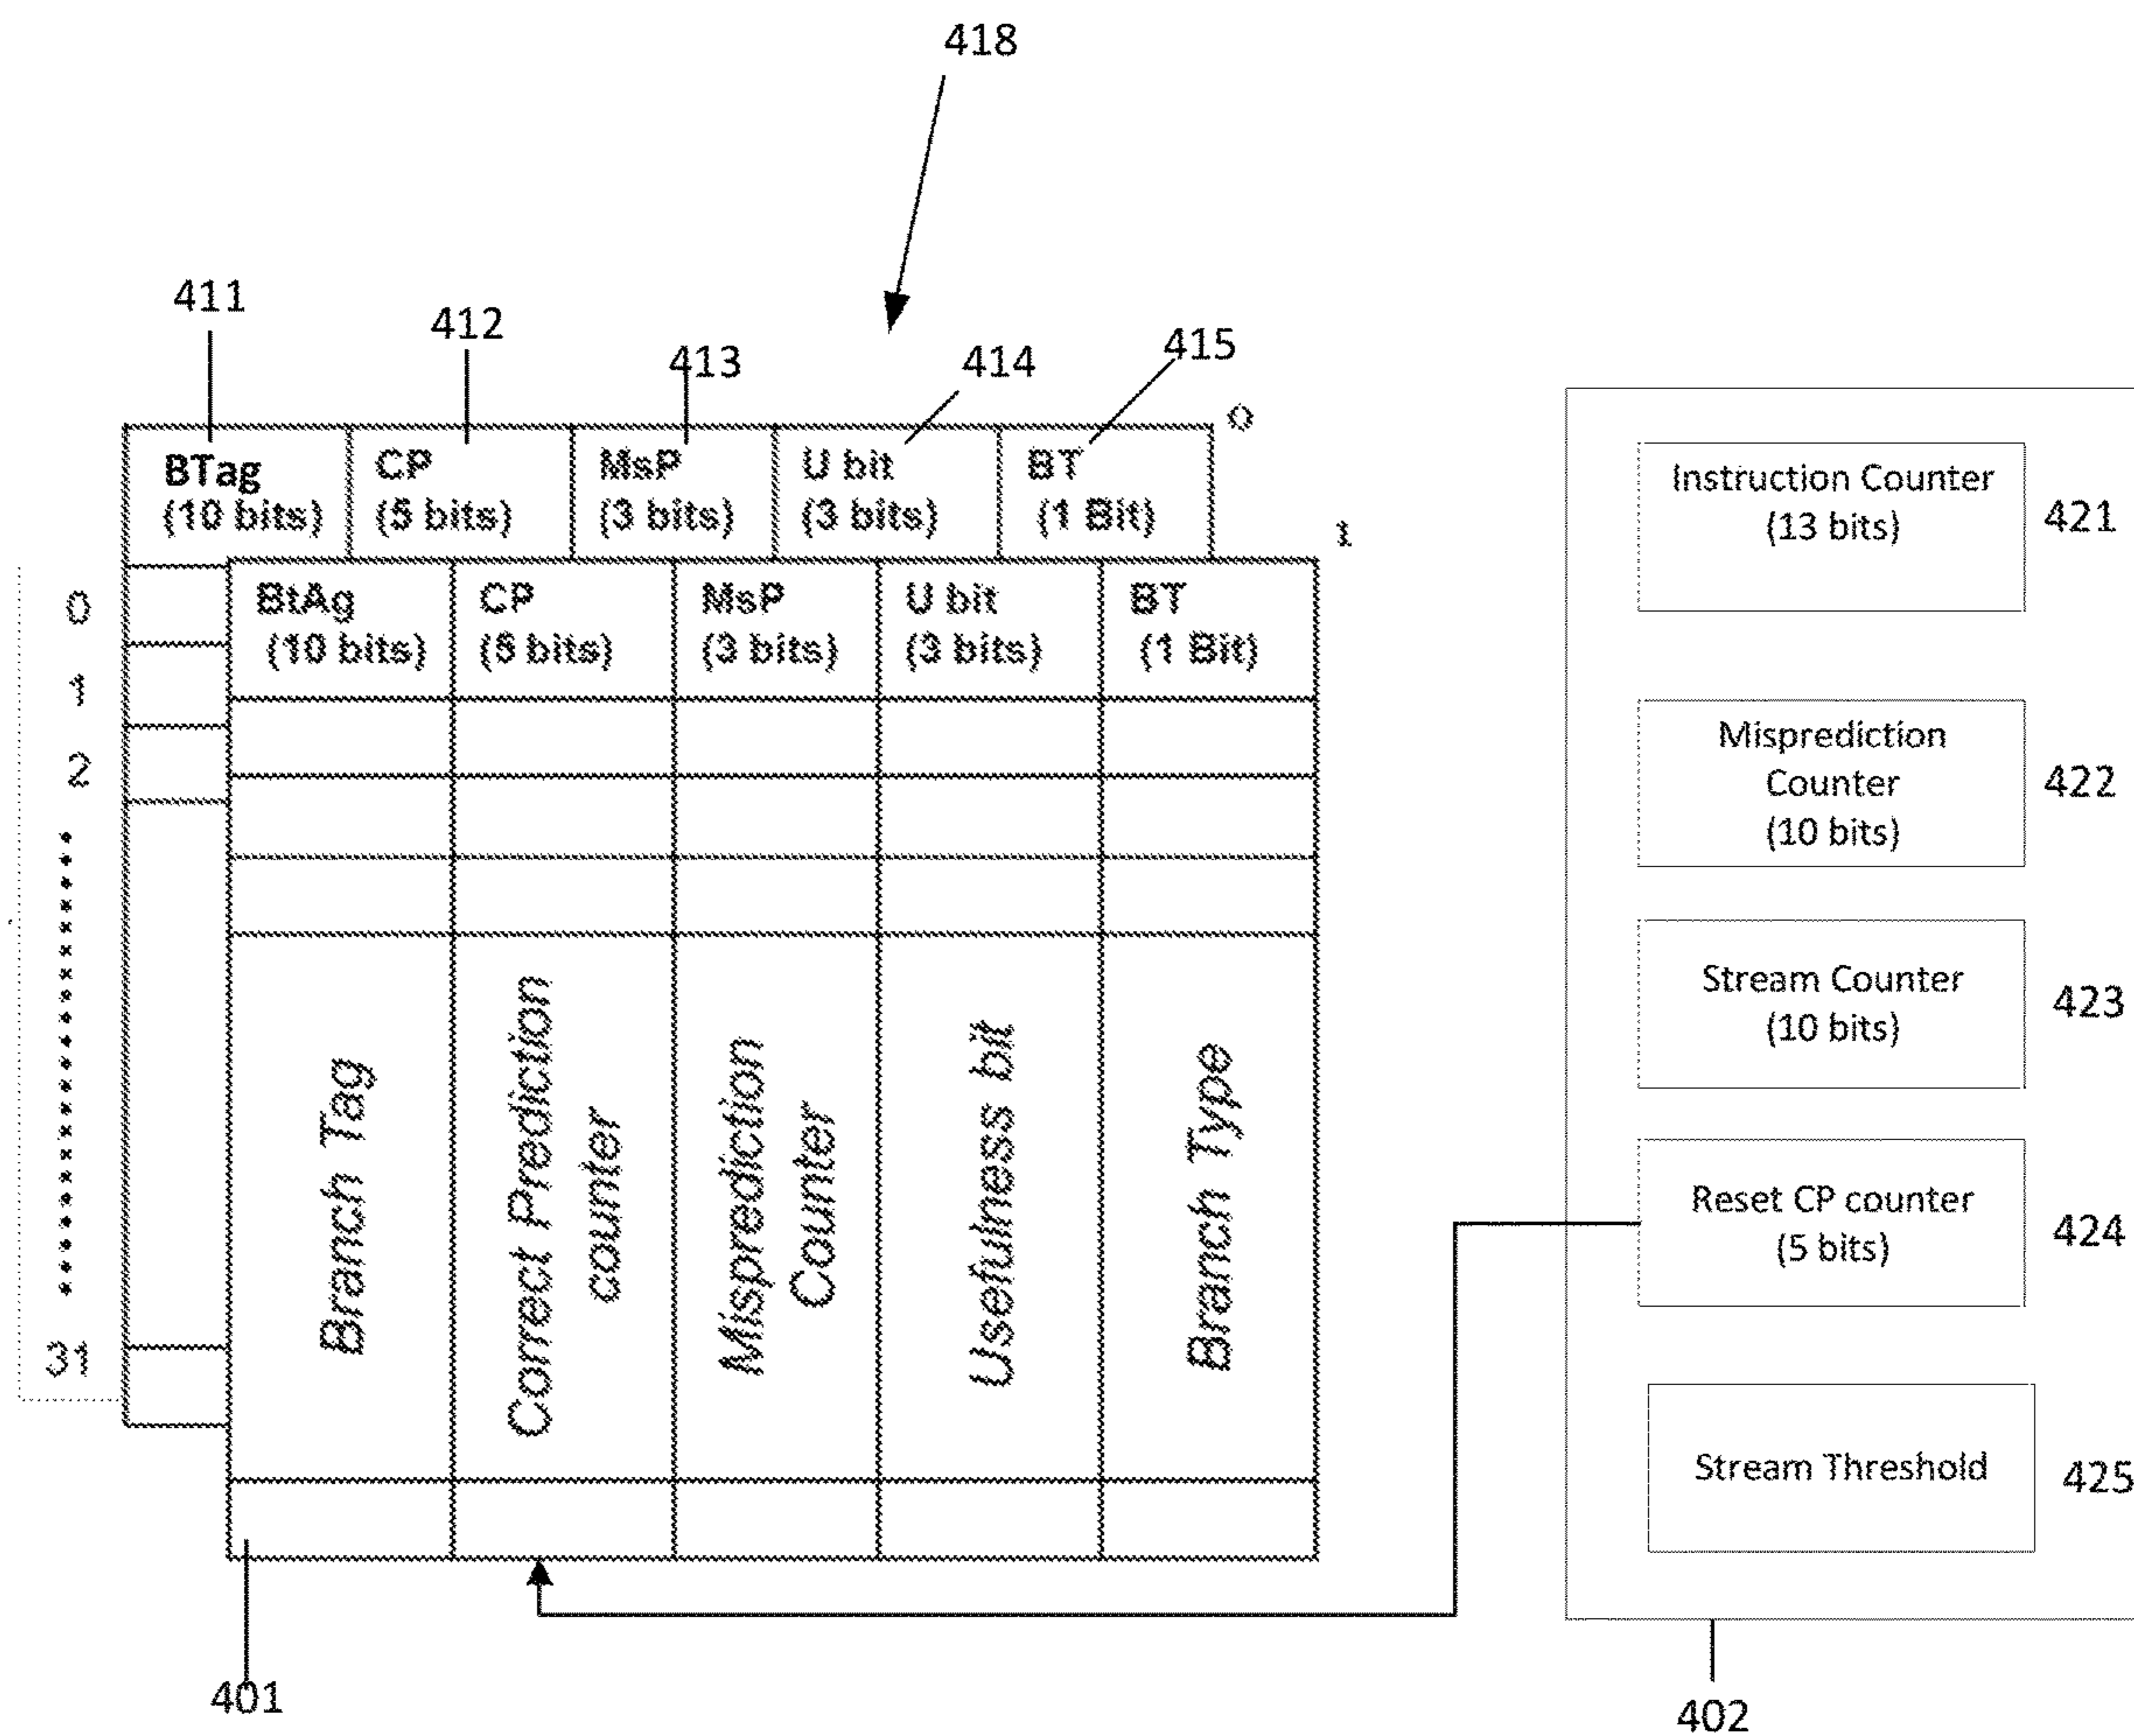 418
411
412
413
414
415
0
BTag
(10 bits)
CP
(5 bits)
MsP
(3 bits)
U bit
(3 bits)
BT
(1 Bit)
1
BtAg
(10 bits)
CP
(5 bits)
MsP
(3 bits)
U bit
(3 bits)
BT
(1 Bit)
0
1
2
31
Branch Tag
Correct Prediction
counter
Misprediction
Counter
Usefulness bit
Branch Type
401
Instruction Counter
(13 bits)
421
Misprediction
Counter
(10 bits)
422
Stream Counter
(10 bits)
423
Reset CP counter
(5 bits)
424
Stream Threshold
425
402